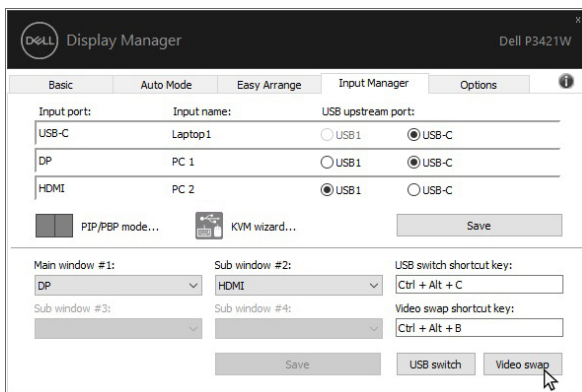 DELL Display Manager Dell P3421W
x
Basic Auto Mode Easy Arrange Input Manager Options i
Input port: Input name: USB upstream port:
USB-C Laptop1 USB1 USB-C
DP PC 1 USB1 USB-C
HDMI PC 2 USB1 USB-C
PIP/PBP mode... KVM wizard... Save
Main window #1: Sub window #2: USB switch shortcut key:
DP HDMI Ctrl + Alt + C
Sub window #3: Sub window #4: Video swap shortcut key:
Ctrl + Alt + B
Save USB switch Video swap